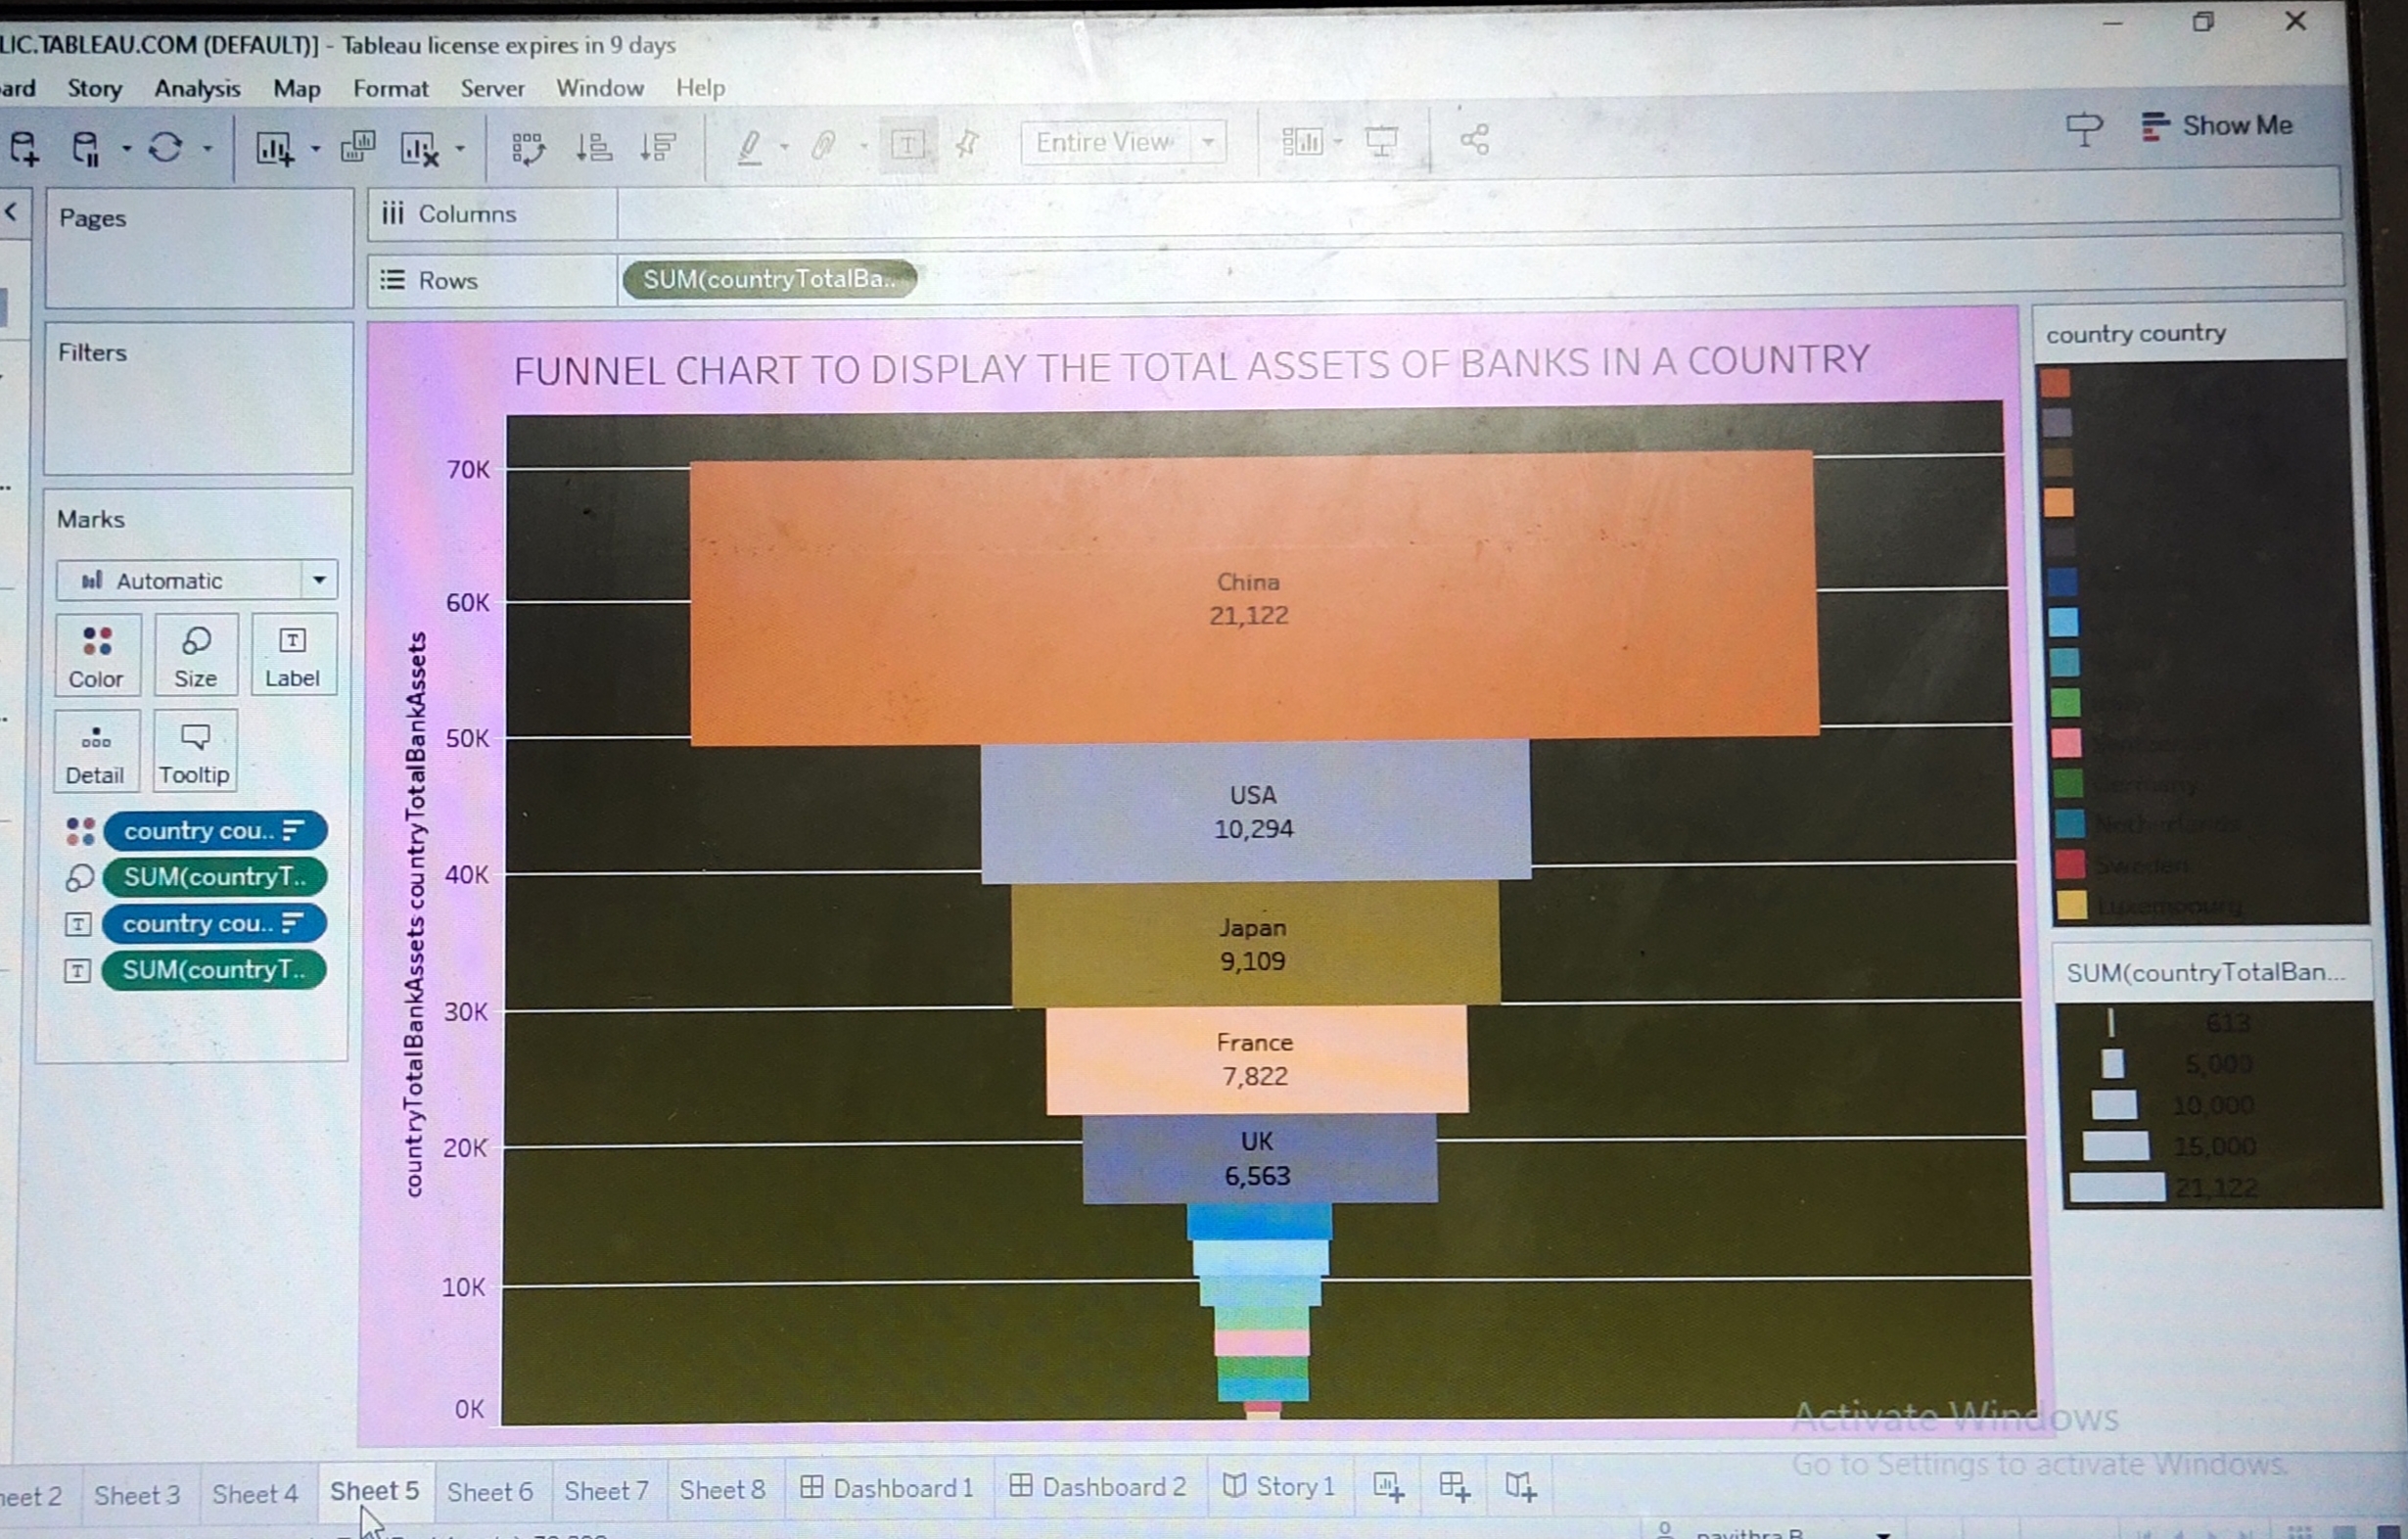 LIC.TABLEAU.COM (DEFAULT)] - Tableau license expires in 9 days
ard Story Analysis Map Format Server Window Help
Entire View
Show Me
Pages
iii Columns
Rows
SUM(countryTotalBa..
Filters
Marks
Automatic
Color Size Label
Detail Tooltip
country cou..
SUM(countryT..
country cou..
SUM(countryT..
FUNNEL CHART TO DISPLAY THE TOTAL ASSETS OF BANKS IN A COUNTRY
countryTotalBankAssets countryTotalBankAssets
70K
60K
50K
40K
30K
20K
10K
0K
China
21,122
USA
10,294
Japan
9,109
France
7,822
UK
6,563
country country
Germany
Netherlands
Sweden
Luxembourg
SUM(countryTotalBan...
613
5,000
10,000
15,000
21,122
Activate Windows
Go to Settings to activate Windows.
heet 2 Sheet 3 Sheet 4 Sheet 5 Sheet 6 Sheet 7 Sheet 8 Dashboard 1 Dashboard 2 Story 1